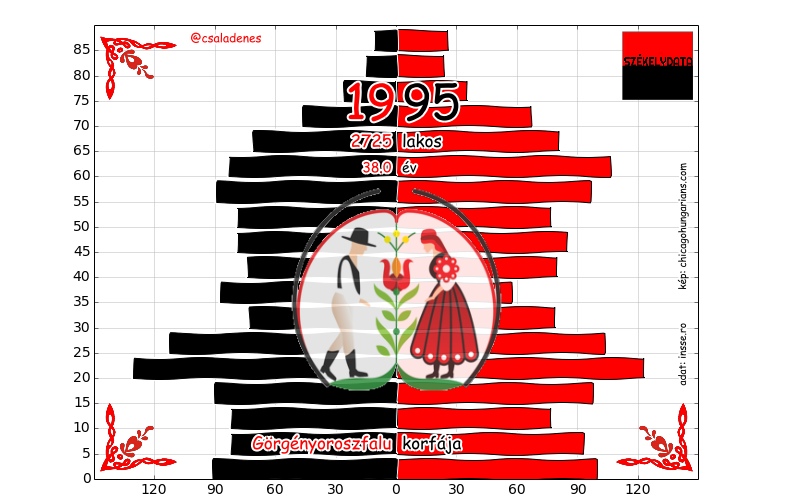 @csaladenes
SZÉKELYDATA
1995
2725 lakos
38.0 év
kép: chicagohungarians.com
adat: insse.ro
Görgényoroszfalu korfája
85
80
75
70
65
60
55
50
45
40
35
30
25
20
15
10
5
0
120 90 60 30 0 30 60 90 120